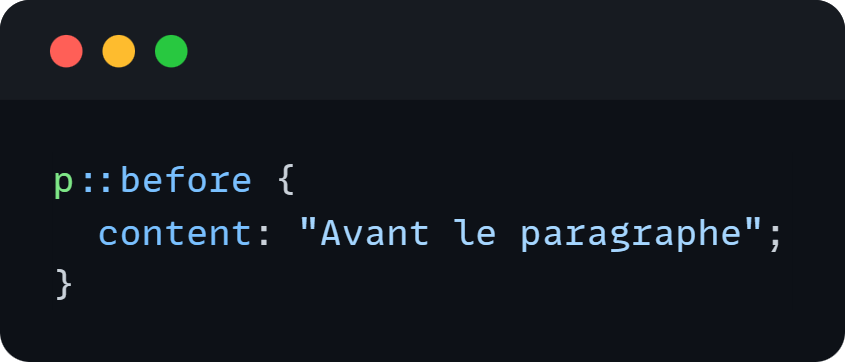 p::before {
  content: "Avant le paragraphe";
}